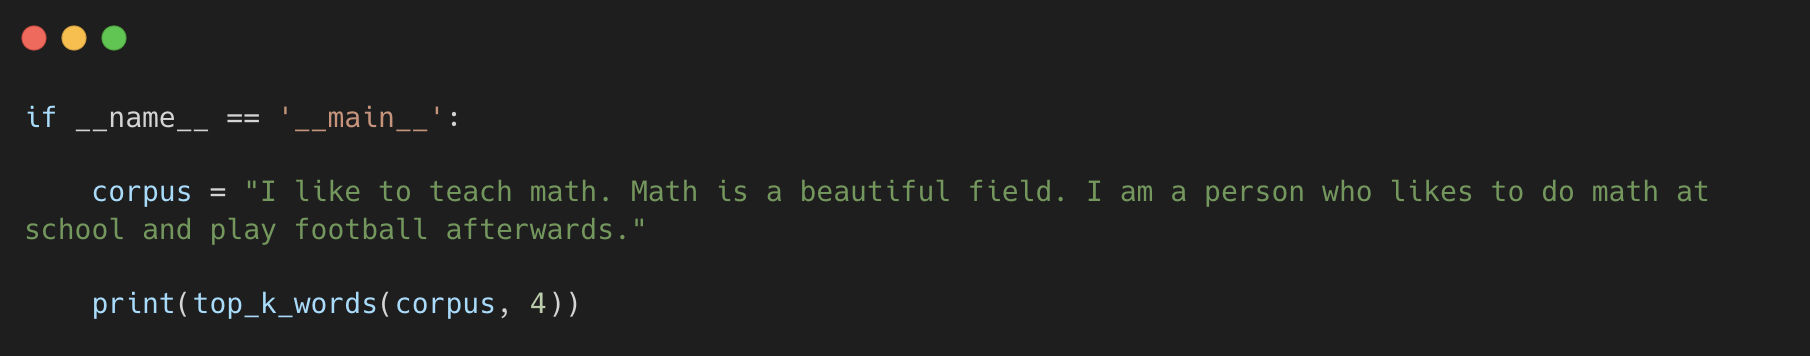 if __name__ == '__main__':
    corpus = "I like to teach math. Math is a beautiful field. I am a person who likes to do math at
school and play football afterwards."
    print(top_k_words(corpus, 4))